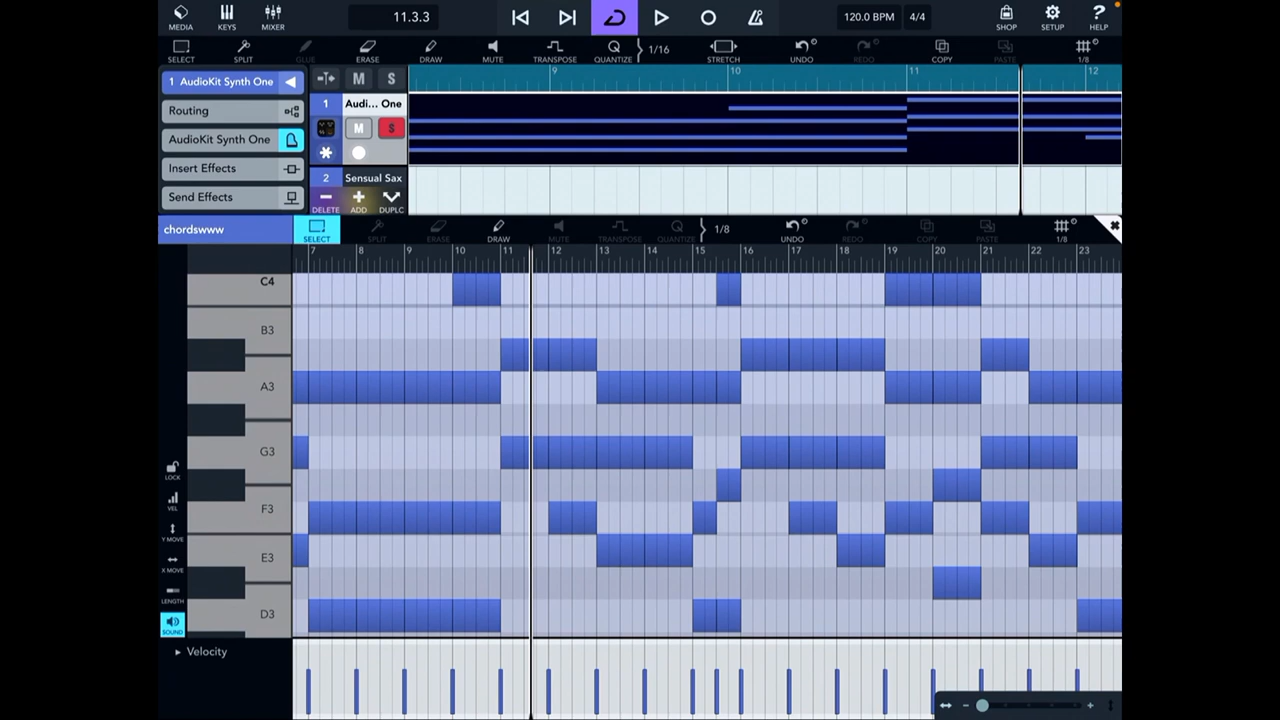 MEDIA KEYS MIXER 11.3.3 120.0 BPM 4/4 SHOP SETUP HELP
SELECT SPLIT GLUE ERASE DRAW MUTE TRANSPOSE QUANTIZE 1/16 STRETCH UNDO REDO COPY PASTE 1/8
1 AudioKit Synth One M S 9 10 11 12
1 Audi... One
Routing
M S
AudioKit Synth One
Insert Effects
2 Sensual Sax
Send Effects
DELETE ADD DUPLC
chordswww SELECT SPLIT ERASE DRAW MUTE TRANSPOSE QUANTIZE 1/8 UNDO REDO COPY PASTE 1/8
7 8 9 10 11 12 13 14 15 16 17 18 19 20 21 22 23
C4
B3
A3
G3
LOCK
VEL
F3
Y MOVE
E3
X MOVE
LENGTH
D3
SOUND
Velocity